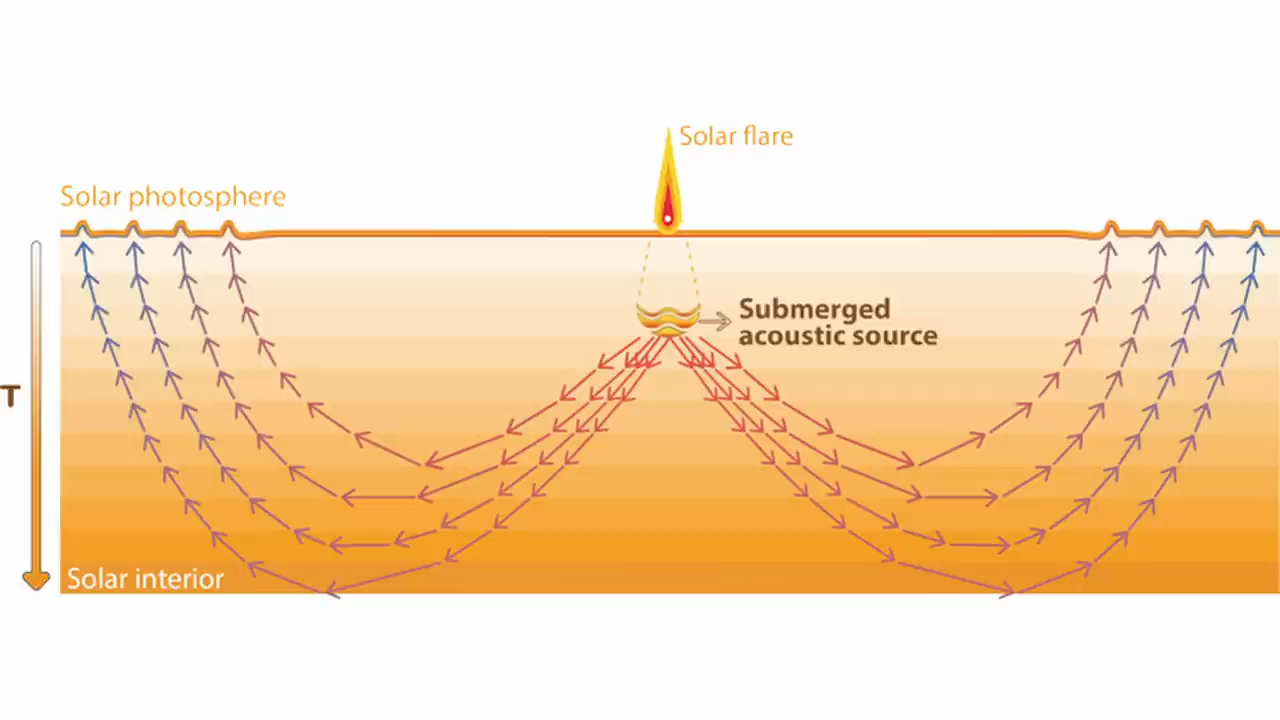 Solar flare
Solar photosphere
Submerged
acoustic source
T
Solar interior